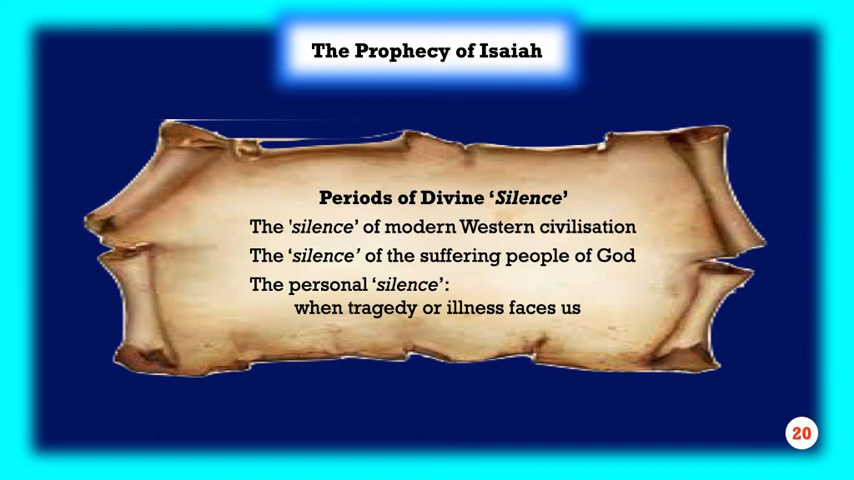 The Prophecy of Isaiah
Periods of Divine ‘Silence’
The 'silence’ of modern Western civilisation
The ‘silence’ of the suffering people of God
The personal ‘silence’:
when tragedy or illness faces us
20